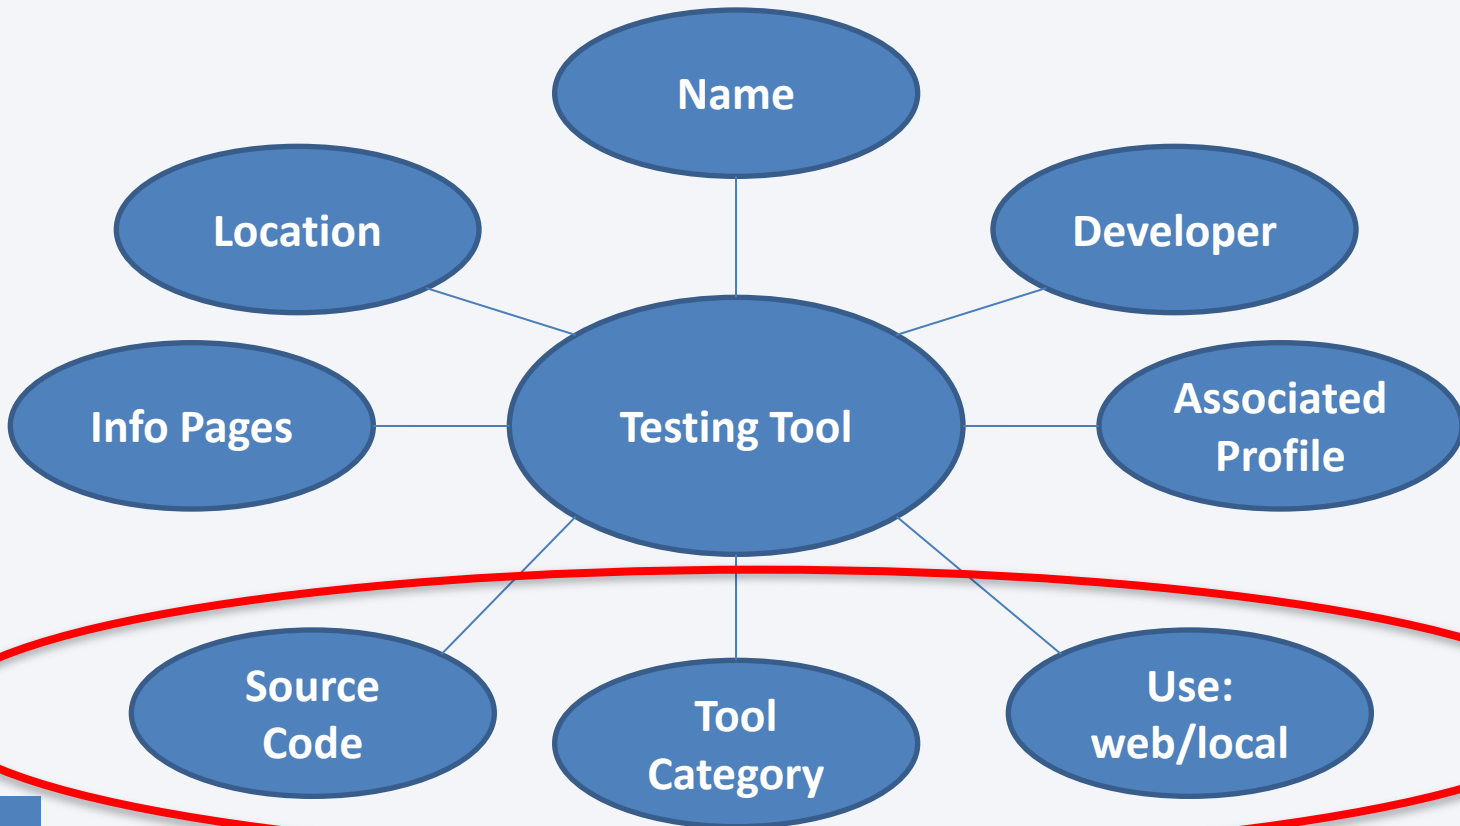 Name
Location
Developer
Info Pages
Testing Tool
Associated
Profile
Source
Code
Tool
Category
Use:
web/local